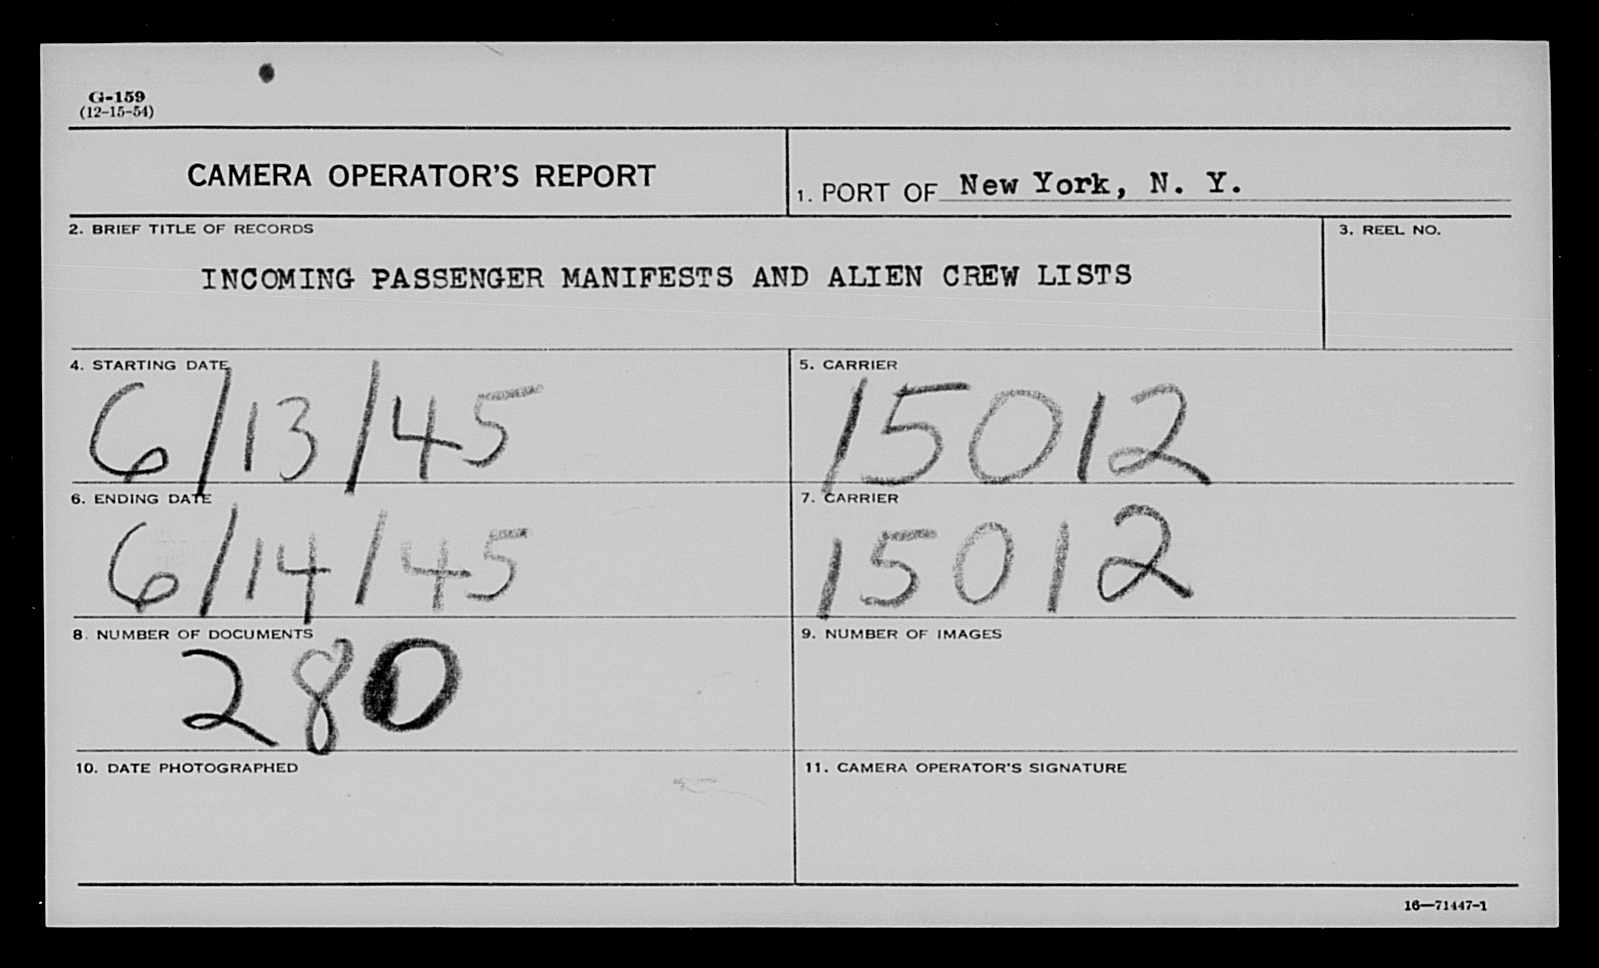 G-159
(12-15-54)
CAMERA OPERATOR'S REPORT
1. PORT OF New York, N. Y.
2. BRIEF TITLE OF RECORDS
3. REEL NO.
INCOMING PASSENGER MANIFESTS AND ALIEN CREW LISTS
4. STARTING DATE
5. CARRIER
6/13/45
15012
6. ENDING DATE
7. CARRIER
6/14/45
15012
8. NUMBER OF DOCUMENTS
9. NUMBER OF IMAGES
280
10. DATE PHOTOGRAPHED
11. CAMERA OPERATOR'S SIGNATURE
16—71447-1